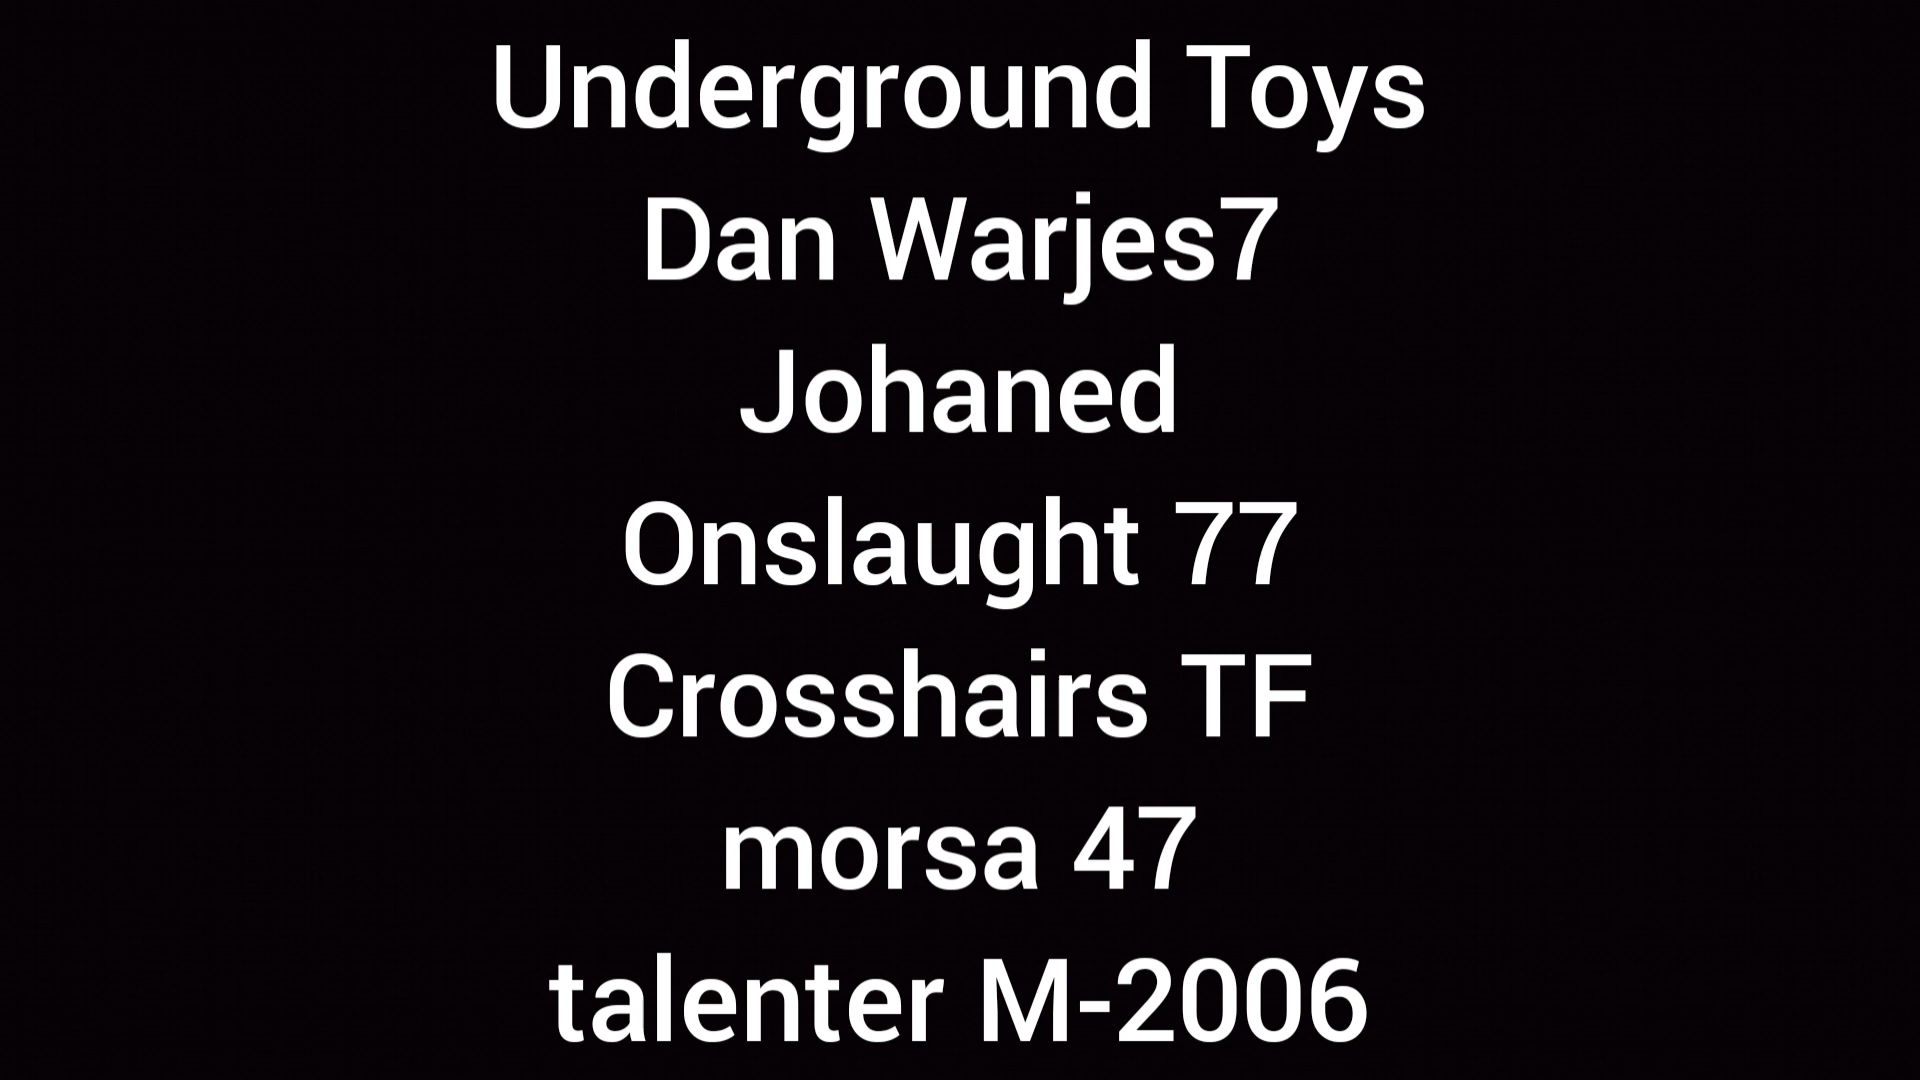 Underground Toys
Dan Warjes7
Johaned
Onslaught 77
Crosshairs TF
morsa 47
talenter M-2006